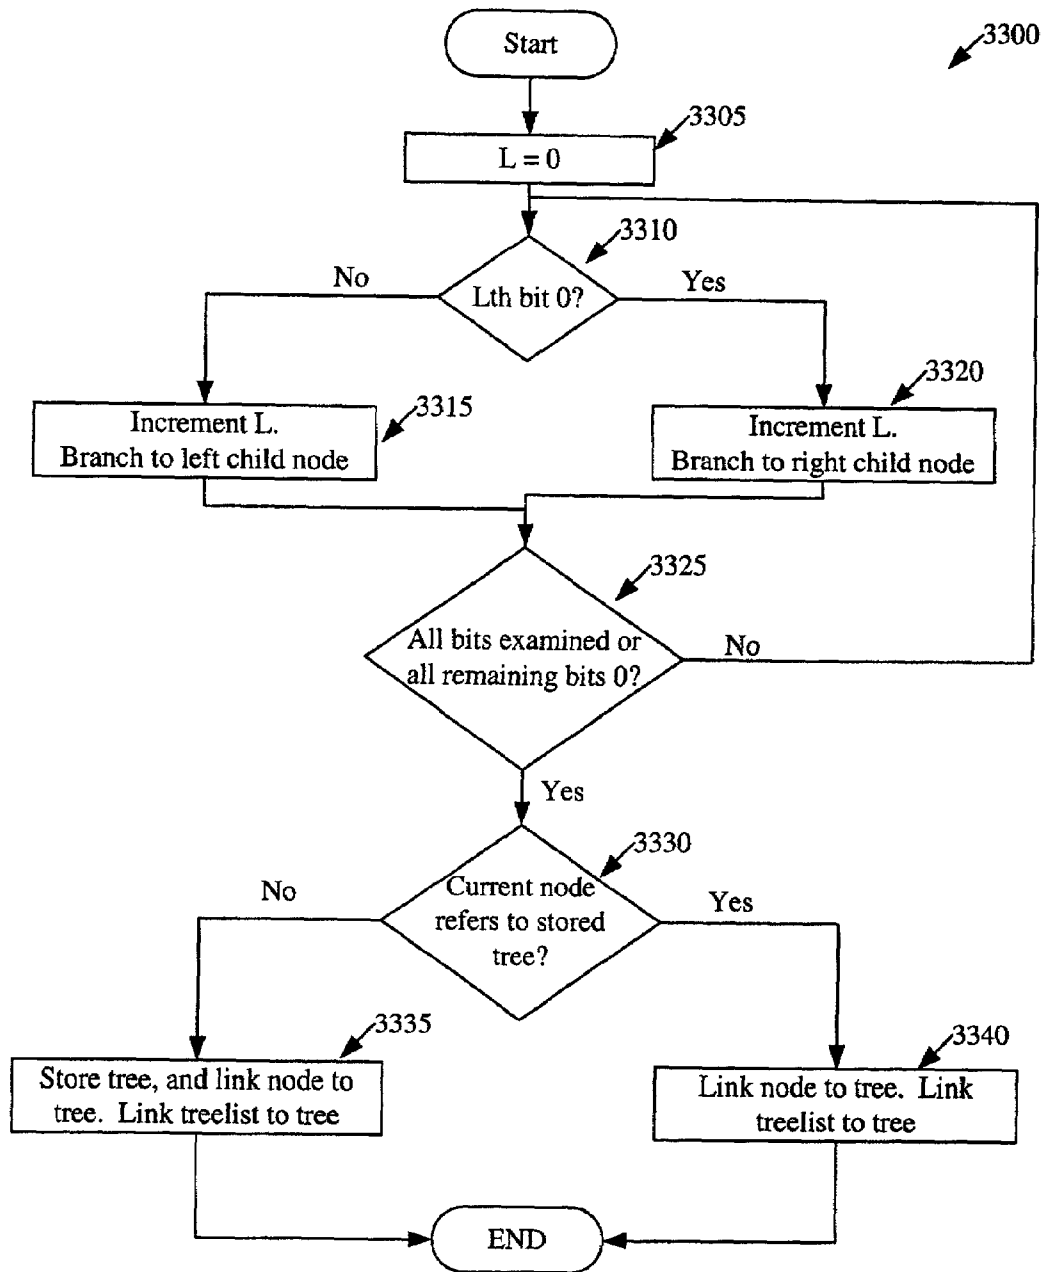 Start
3300
3305
L = 0
3310
No
Lth bit 0?
Yes
3315
3320
Increment L.
Branch to left child node
Increment L.
Branch to right child node
3325
All bits examined or
all remaining bits 0?
No
Yes
3330
No
Current node
refers to stored
tree?
Yes
3335
3340
Store tree, and link node to
tree. Link treelist to tree
Link node to tree. Link
treelist to tree
END